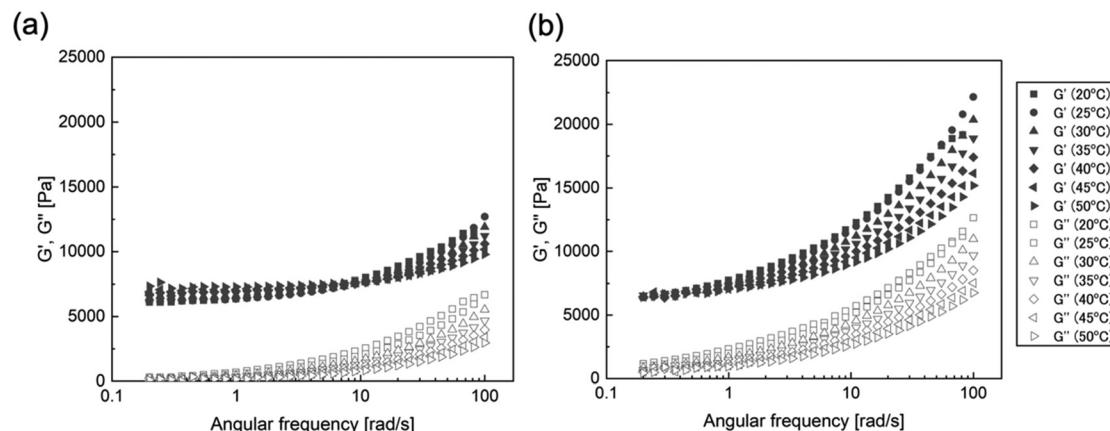 (a)
(b)
25000
20000
15000
10000
5000
0
G', G'' [Pa]
0.1
1
10
100
Angular frequency [rad/s]
25000
20000
15000
10000
5000
0
G', G'' [Pa]
0.1
1
10
100
Angular frequency [rad/s]
G' (20°C)
G' (25°C)
G' (30°C)
G' (35°C)
G' (40°C)
G' (45°C)
G' (50°C)
G'' (20°C)
G'' (25°C)
G'' (30°C)
G'' (35°C)
G'' (40°C)
G'' (45°C)
G'' (50°C)